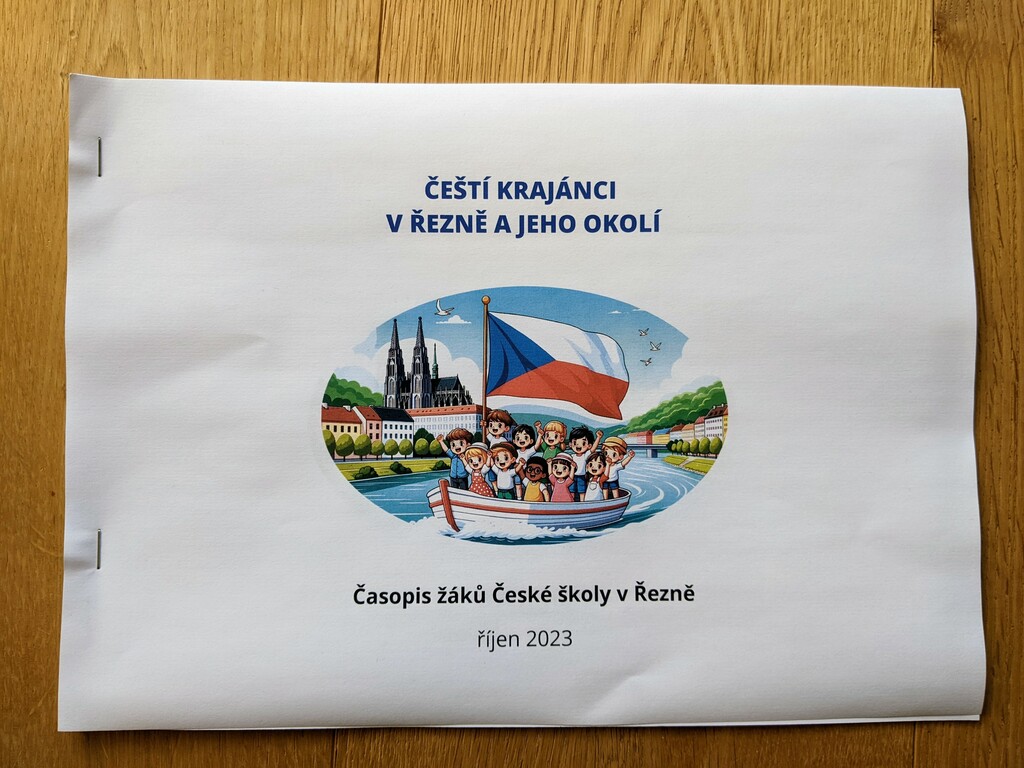 ČEŠTÍ KRAJÁNCI
V ŘEZNĚ A JEHO OKOLÍ
Časopis žáků České školy v Řezně
říjen 2023